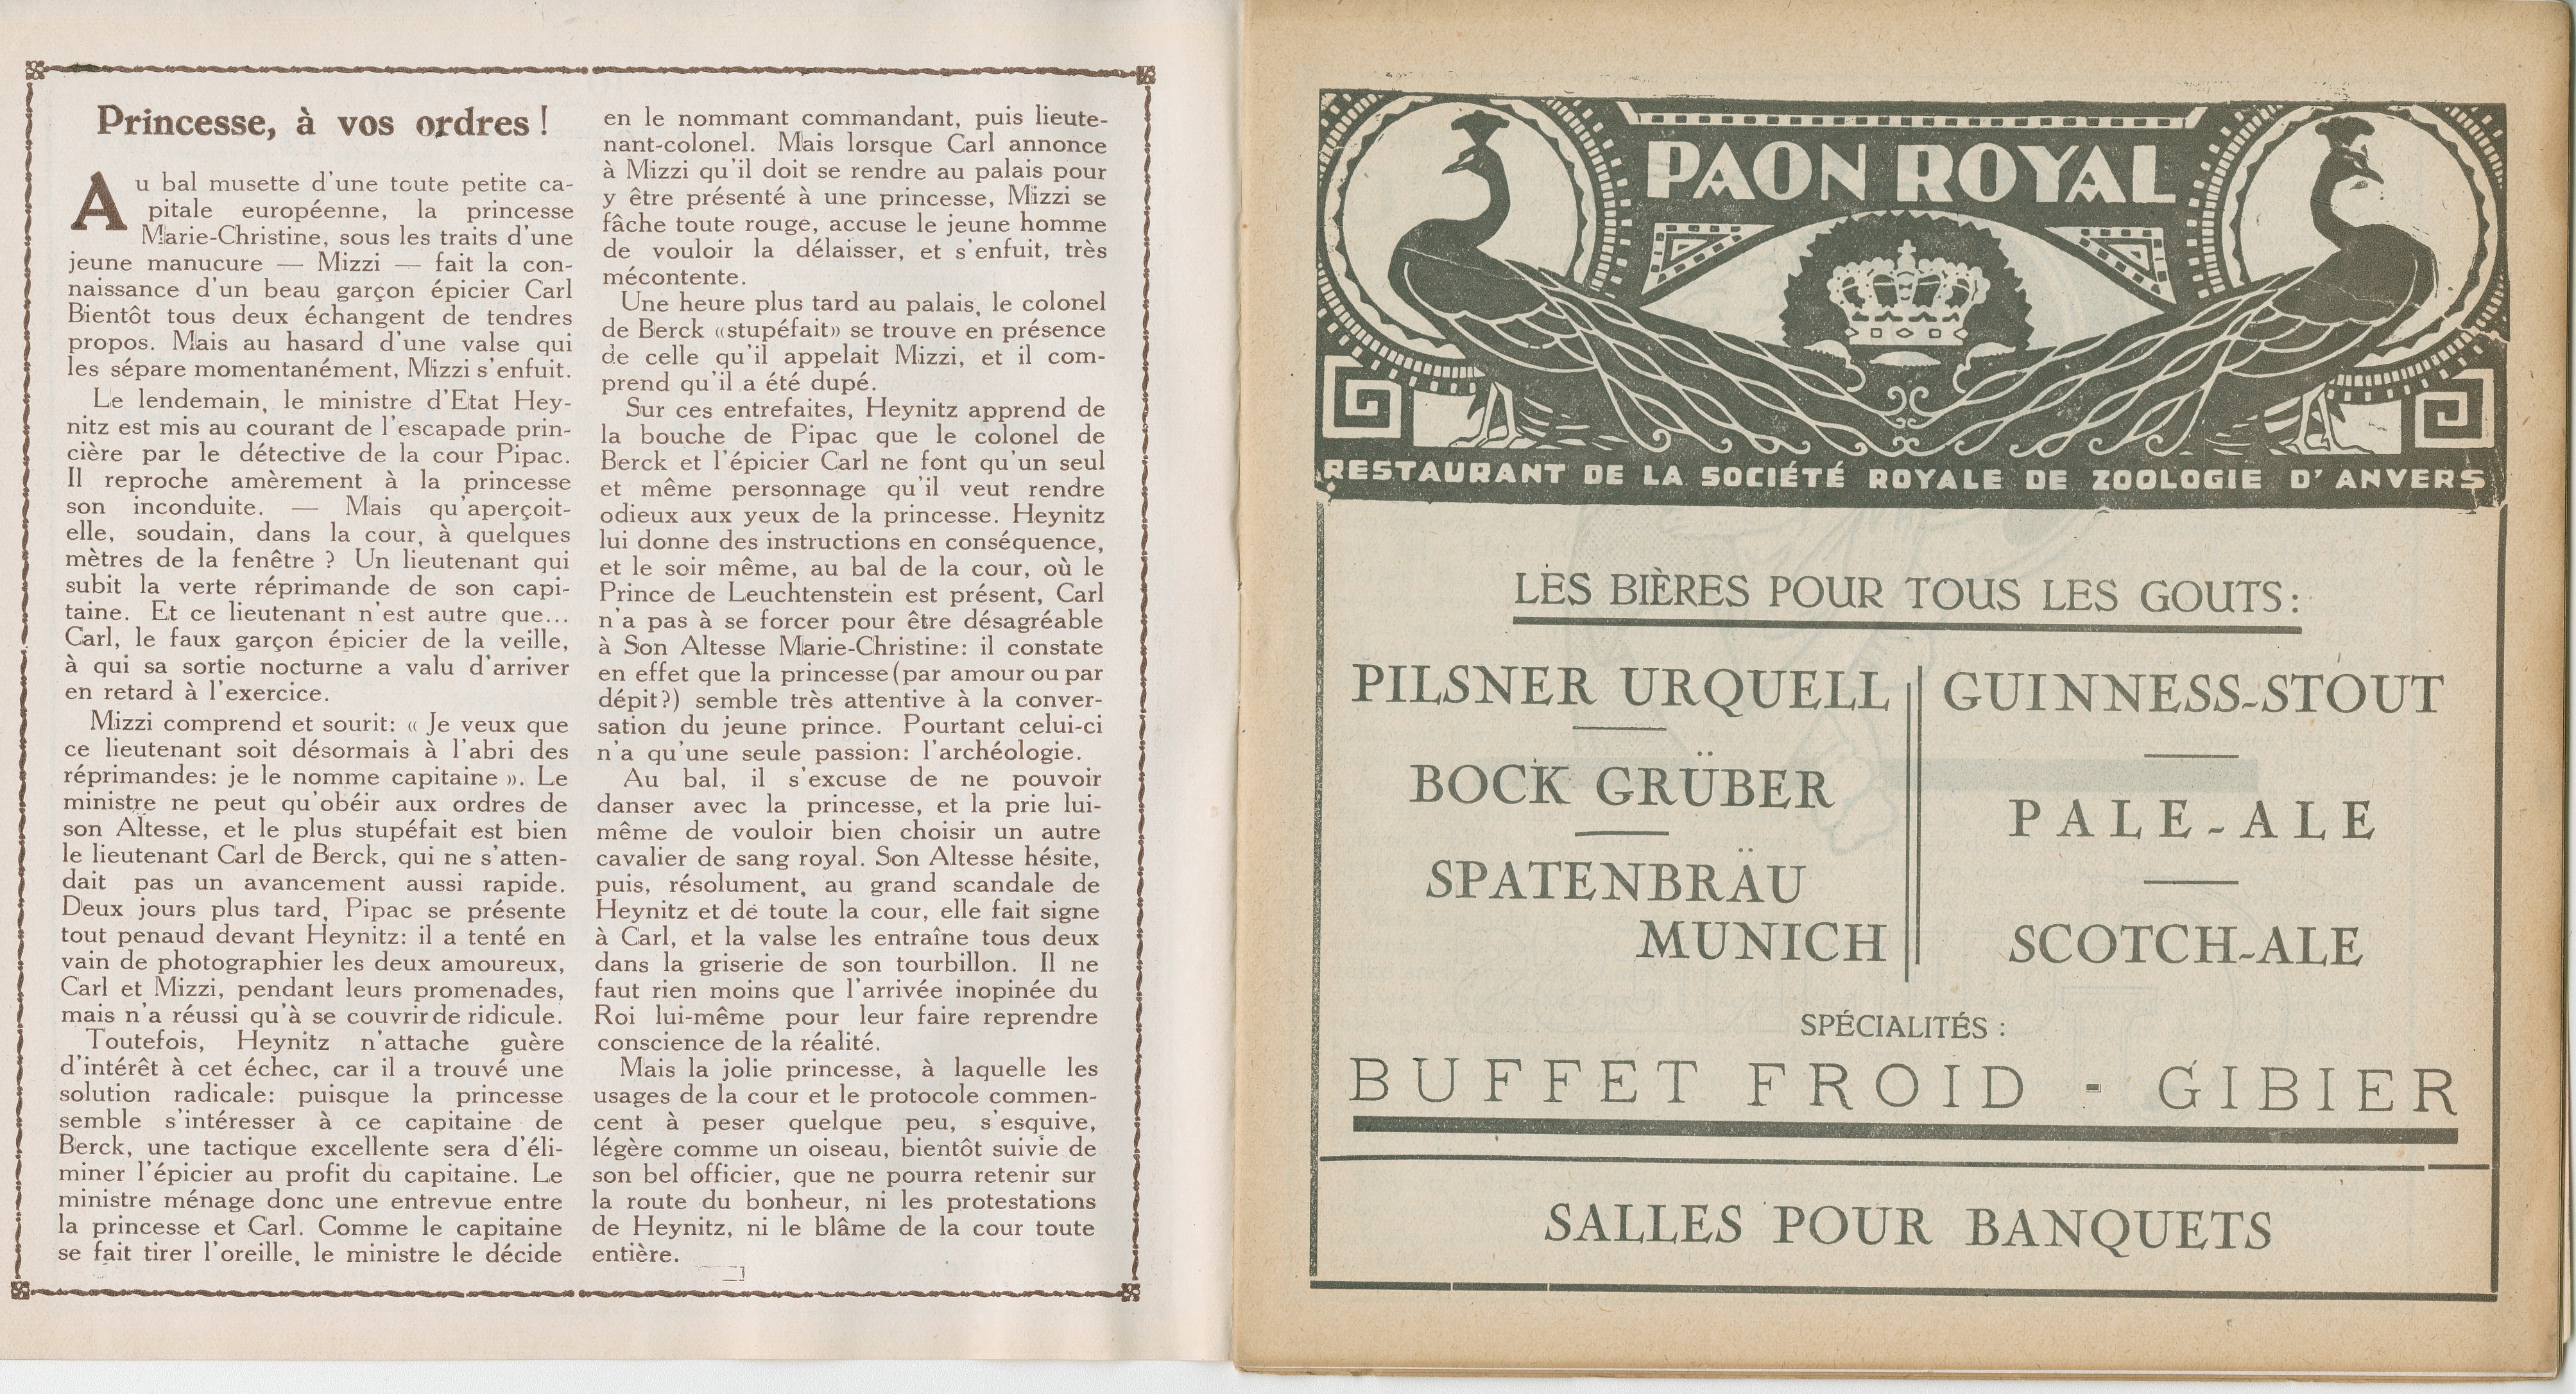 Princesse, à vos ordres !
Au bal musette d'une toute petite ca-
pitale européenne, la princesse
Marie-Christine, sous les traits d'une
jeune manucure — Mizzi — fait la con-
naissance d'un beau garçon épicier Carl
Bientôt tous deux échangent de tendres
propos. Mais au hasard d'une valse qui
les sépare momentanément, Mizzi s'enfuit.
Le lendemain, le ministre d'Etat Hey-
nitz est mis au courant de l'escapade prin-
cière par le détective de la cour Pipac.
Il reproche amèrement à la princesse
son inconduite. — Mais qu'aperçoit-
elle, soudain, dans la cour, à quelques
mètres de la fenêtre ? Un lieutenant qui
subit la verte réprimande de son capi-
taine. Et ce lieutenant n'est autre que...
Carl, le faux garçon épicier de la veille,
à qui sa sortie nocturne a valu d'arriver
en retard à l'exercice.
Mizzi comprend et sourit: « Je veux que
ce lieutenant soit désormais à l'abri des
réprimandes: je le nomme capitaine ». Le
ministre ne peut qu'obéir aux ordres de
son Altesse, et le plus stupéfait est bien
le lieutenant Carl de Berck, qui ne s'atten-
dait pas un avancement aussi rapide.
Deux jours plus tard, Pipac se présente
tout penaud devant Heynitz: il a tenté en
vain de photographier les deux amoureux,
Carl et Mizzi, pendant leurs promenades,
mais n'a réussi qu'à se couvrir de ridicule.
Toutefois, Heynitz n'attache guère
d'intérêt à cet échec, car il a trouvé une
solution radicale: puisque la princesse
semble s'intéresser à ce capitaine de
Berck, une tactique excellente sera d'éli-
miner l'épicier au profit du capitaine. Le
ministre ménage donc une entrevue entre
la princesse et Carl. Comme le capitaine
se fait tirer l'oreille, le ministre le décide
en le nommant commandant, puis lieute-
nant-colonel. Mais lorsque Carl annonce
à Mizzi qu'il doit se rendre au palais pour
y être présenté à une princesse, Mizzi se
fâche toute rouge, accuse le jeune homme
de vouloir la délaisser, et s'enfuit, très
mécontente.
Une heure plus tard au palais, le colonel
de Berck «stupéfait» se trouve en présence
de celle qu'il appelait Mizzi, et il com-
prend qu'il a été dupé.
Sur ces entrefaites, Heynitz apprend de
la bouche de Pipac que le colonel de
Berck et l'épicier Carl ne font qu'un seul
et même personnage qu'il veut rendre
odieux aux yeux de la princesse. Heynitz
lui donne des instructions en conséquence,
et le soir même, au bal de la cour, où le
Prince de Leuchtenstein est présent, Carl
n'a pas à se forcer pour être désagréable
à Son Altesse Marie-Christine: il constate
en effet que la princesse (par amour ou par
dépit?) semble très attentive à la conver-
sation du jeune prince. Pourtant celui-ci
n'a qu'une seule passion: l'archéologie.
Au bal, il s'excuse de ne pouvoir
danser avec la princesse, et la prie lui-
même de vouloir bien choisir un autre
cavalier de sang royal. Son Altesse hésite,
puis, résolument, au grand scandale de
Heynitz et de toute la cour, elle fait signe
à Carl, et la valse les entraîne tous deux
dans la griserie de son tourbillon. Il ne
faut rien moins que l'arrivée inopinée du
Roi lui-même pour leur faire reprendre
conscience de la réalité.
Mais la jolie princesse, à laquelle les
usages de la cour et le protocole commen-
cent à peser quelque peu, s'esquive,
légère comme un oiseau, bientôt suivie de
son bel officier, que ne pourra retenir sur
la route du bonheur, ni les protestations
de Heynitz, ni le blâme de la cour toute
entière.
PAON ROYAL
RESTAURANT DE LA SOCIÉTÉ ROYALE DE ZOOLOGIE D'ANVERS
LES BIÈRES POUR TOUS LES GOUTS:
PILSNER URQUELL
BOCK GRÜBER
SPATENBRÄU
MUNICH
GUINNESS-STOUT
PALE-ALE
SCOTCH-ALE
SPÉCIALITÉS :
BUFFET FROID - GIBIER
SALLES POUR BANQUETS